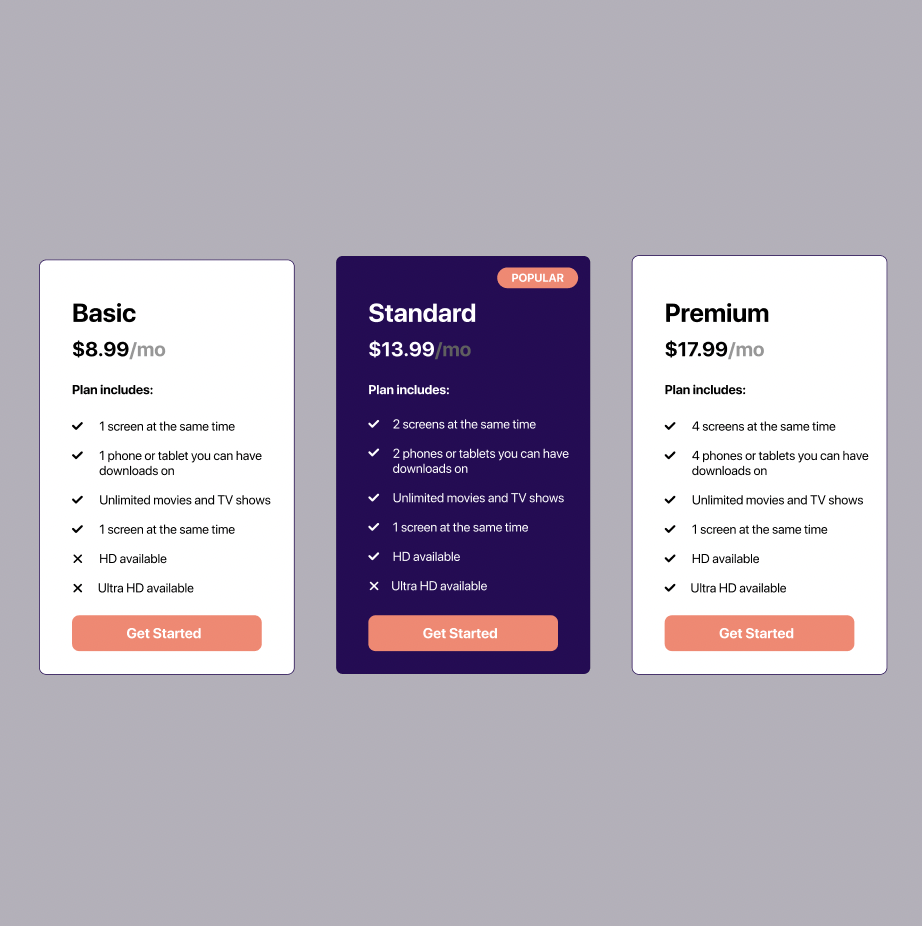 Basic
$8.99/mo
Plan includes:
1 screen at the same time
1 phone or tablet you can have
downloads on
Unlimited movies and TV shows
1 screen at the same time
HD available
Ultra HD available
Get Started
POPULAR
Standard
$13.99/mo
Plan includes:
2 screens at the same time
2 phones or tablets you can have
downloads on
Unlimited movies and TV shows
1 screen at the same time
HD available
Ultra HD available
Get Started
Premium
$17.99/mo
Plan includes:
4 screens at the same time
4 phones or tablets you can have
downloads on
Unlimited movies and TV shows
1 screen at the same time
HD available
Ultra HD available
Get Started